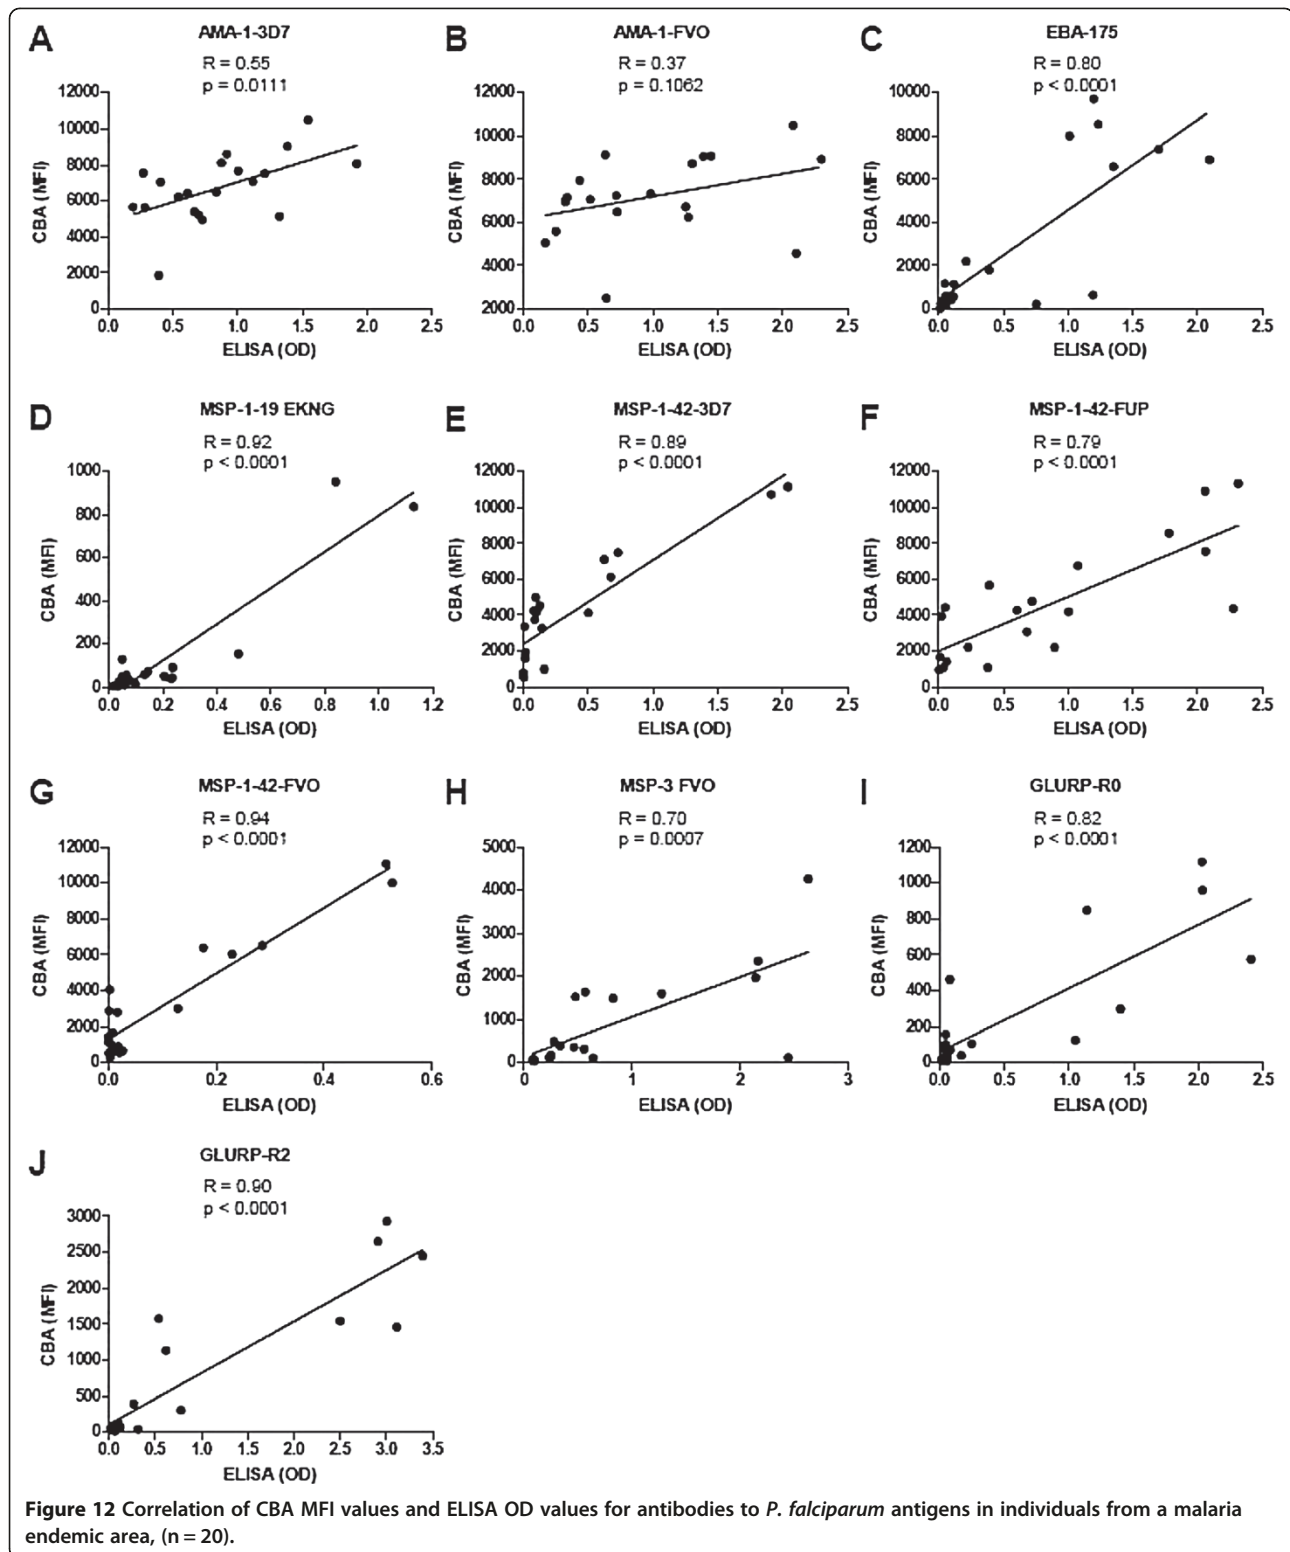 A AMA-1-3D7
R = 0.55
p = 0.0111
12000
10000
8000
6000
4000
2000
0
CBA (MFI)
0.0 0.5 1.0 1.5 2.0 2.5
ELISA (OD)
B AMA-1-FVO
R = 0.37
p = 0.1062
12000
10000
8000
6000
4000
2000
CBA (MFI)
0.0 0.5 1.0 1.5 2.0 2.5
ELISA (OD)
C EBA-175
R = 0.80
p < 0.0001
10000
8000
6000
4000
2000
0
CBA (MFI)
0.0 0.5 1.0 1.5 2.0 2.5
ELISA (OD)
D MSP-1-19 EKNG
R = 0.92
p < 0.0001
1000
800
600
400
200
0
CBA (MFI)
0.0 0.2 0.4 0.6 0.8 1.0 1.2
ELISA (OD)
E MSP-1-42-3D7
R = 0.89
p < 0.0001
12000
10000
8000
6000
4000
2000
0
CBA (MFI)
0.0 0.5 1.0 1.5 2.0 2.5
ELISA (OD)
F MSP-1-42-FUP
R = 0.79
p < 0.0001
12000
10000
8000
6000
4000
2000
0
CBA (MFI)
0.0 0.5 1.0 1.5 2.0 2.5
ELISA (OD)
G MSP-1-42-FVO
R = 0.94
p < 0.0001
12000
10000
8000
6000
4000
2000
0
CBA (MFI)
0.0 0.2 0.4 0.6
ELISA (OD)
H MSP-3 FVO
R = 0.70
p = 0.0007
5000
4000
3000
2000
1000
0
CBA (MFI)
0 1 2 3
ELISA (OD)
I GLURP-R0
R = 0.82
p < 0.0001
1200
1000
800
600
400
200
0
CBA (MFI)
0.0 0.5 1.0 1.5 2.0 2.5
ELISA (OD)
J GLURP-R2
R = 0.90
p < 0.0001
3000
2500
2000
1500
1000
500
0
CBA (MFI)
0.0 0.5 1.0 1.5 2.0 2.5 3.0 3.5
ELISA (OD)
Figure 12 Correlation of CBA MFI values and ELISA OD values for antibodies to P. falciparum antigens in individuals from a malaria
endemic area, (n = 20).